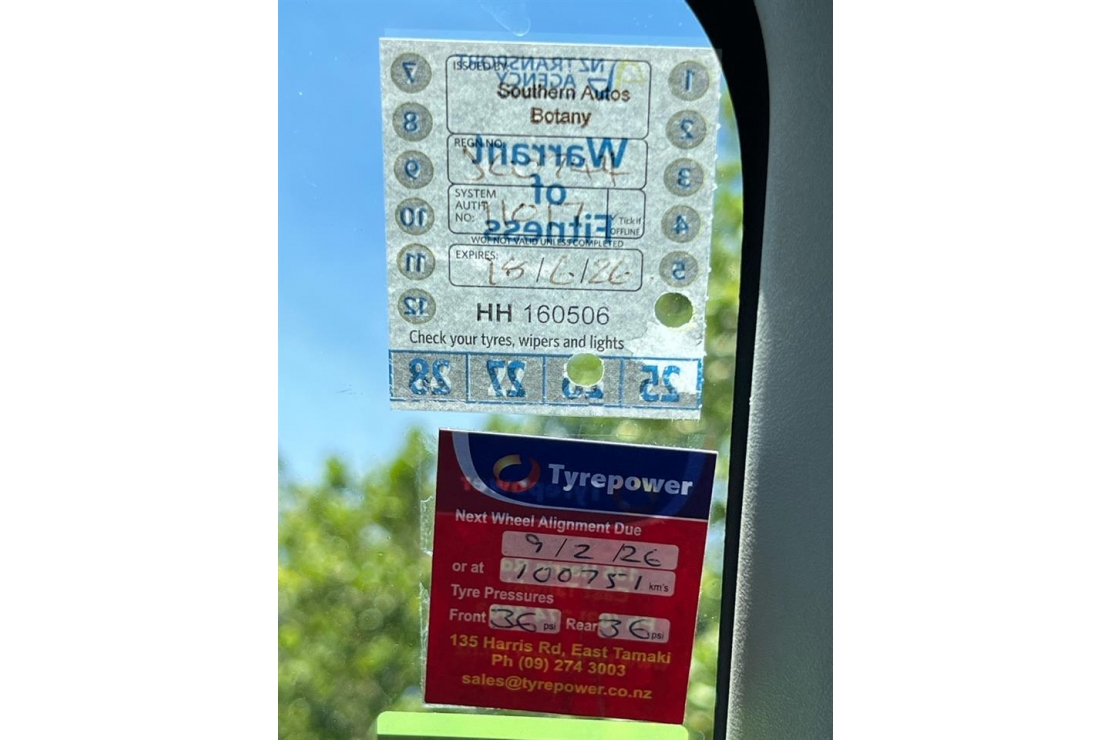 NZ TRANSPORT
AGENCY
ISSUED BY:
Southern Autos
Botany
Warrant
of
Fitness
REGN NO:
SYSTEM
AUTH
NO:
Tick if
OFFLINE
WOF NOT VALID UNLESS COMPLETED
EXPIRES:
18/6/26
7
8
9
10
11
12
1
2
3
4
5
HH 160506
Check your tyres, wipers and lights
28 27 26 25
Tyrepower
Next Wheel Alignment Due
9/2/26
or at 100751 km's
Tyre Pressures
Front 36 psi Rear 36 psi
135 Harris Rd, East Tamaki
Ph (09) 274 3003
sales@tyrepower.co.nz